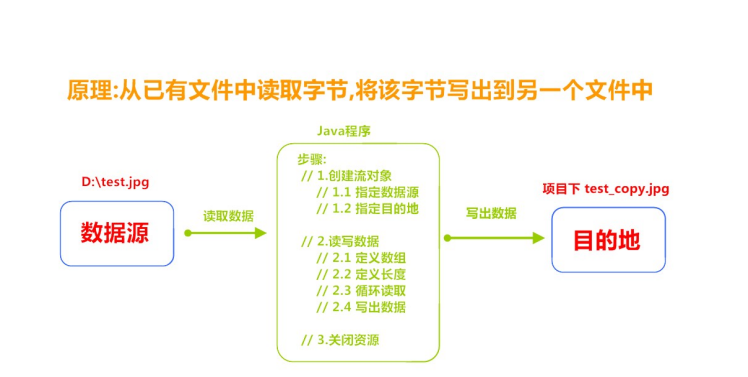 原理:从已有文件中读取字节,将该字节写出到另一个文件中
Java程序
D:\test.jpg
数据源
读取数据
步骤:
// 1.创建流对象
// 1.1 指定数据源
// 1.2 指定目的地
// 2.读写数据
// 2.1 定义数组
// 2.2 定义长度
// 2.3 循环读取
// 2.4 写出数据
// 3.关闭资源
写出数据
项目下 test_copy.jpg
目的地